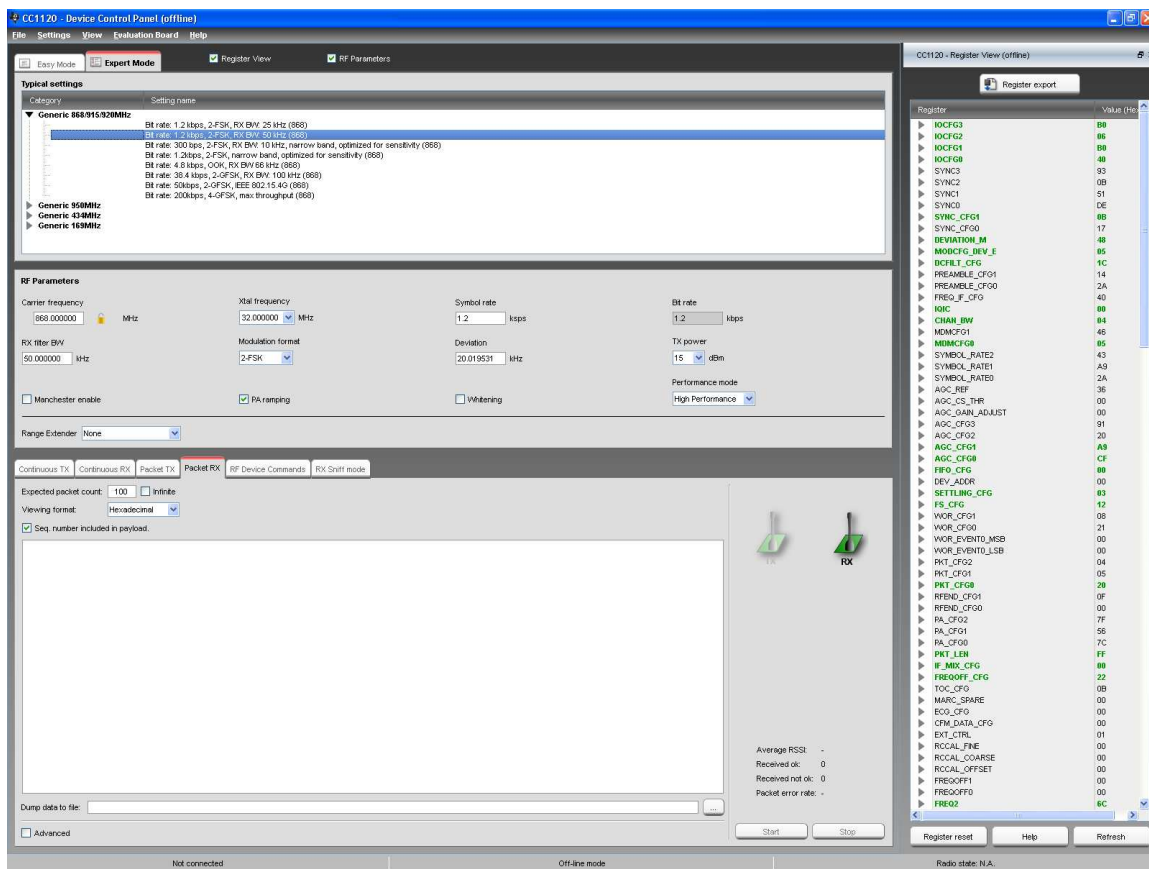 CC1120 - Device Control Panel (offline)
File Settings View Evaluation Board Help
Easy Mode Expert Mode Register View RF Parameters
Typical settings
Category Setting name
Generic 868/915/920MHz
Bit rate: 1.2 kbps, 2-FSK, RX BW: 25 kHz (868)
Bit rate: 1.2 kbps, 2-FSK, RX BW: 50 kHz (868)
Bit rate: 300 bps, 2-FSK, RX BW: 10 kHz, narrow band, optimized for sensitivity (868)
Bit rate: 1.2kbps, 2-FSK, narrow band, optimized for sensitivity (868)
Bit rate: 4.8 kbps, OOK, RX BW 66 kHz (868)
Bit rate: 38.4 kbps, 2-GFSK, RX BW: 100 kHz (868)
Bit rate: 50kbps, 2-GFSK, IEEE 802.15.4G (868)
Bit rate: 200kbps, 4-GFSK, max throughput (868)
Generic 950MHz
Generic 434MHz
Generic 169MHz
RF Parameters
Carrier frequency Xtal frequency Symbol rate Bit rate
868.000000 MHz 32.000000 MHz 1.2 ksps 1.2 kbps
RX filter BW Modulation format Deviation TX power
50.000000 kHz 2-FSK 20.019531 kHz 15 dBm
Performance mode
Manchester enable PA ramping Whitening High Performance
Range Extender None
Continuous TX Continuous RX Packet TX Packet RX RF Device Commands RX Sniff mode
Expected packet count: 100 Infinite
Viewing format: Hexadecimal
Seq. number included in payload.
TX RX
Average RSSI: -
Received ok: 0
Received not ok: 0
Packet error rate: -
Dump data to file: ...
Advanced Start Stop
CC1120 - Register View (offline)
Register export
Register Value (Hex
IOCFG3 B0
IOCFG2 06
IOCFG1 B0
IOCFG0 40
SYNC3 93
SYNC2 0B
SYNC1 51
SYNC0 DE
SYNC_CFG1 0B
SYNC_CFG0 17
DEVIATION_M 48
MODCFG_DEV_E 05
DCFILT_CFG 1C
PREAMBLE_CFG1 14
PREAMBLE_CFG0 2A
FREQ_IF_CFG 40
IQIC 00
CHAN_BW 04
MDMCFG1 46
MDMCFG0 05
SYMBOL_RATE2 43
SYMBOL_RATE1 A9
SYMBOL_RATE0 2A
AGC_REF 36
AGC_CS_THR 00
AGC_GAIN_ADJUST 00
AGC_CFG3 91
AGC_CFG2 20
AGC_CFG1 A9
AGC_CFG0 CF
FIFO_CFG 00
DEV_ADDR 00
SETTLING_CFG 03
FS_CFG 12
WOR_CFG1 08
WOR_CFG0 21
WOR_EVENT0_MSB 00
WOR_EVENT0_LSB 00
PKT_CFG2 04
PKT_CFG1 05
PKT_CFG0 20
RFEND_CFG1 0F
RFEND_CFG0 00
PA_CFG2 7F
PA_CFG1 56
PA_CFG0 7C
PKT_LEN FF
IF_MIX_CFG 00
FREQOFF_CFG 22
TOC_CFG 0B
MARC_SPARE 00
ECG_CFG 00
CFM_DATA_CFG 00
EXT_CTRL 01
RCCAL_FINE 00
RCCAL_COARSE 00
RCCAL_OFFSET 00
FREQOFF1 00
FREQOFF0 00
FREQ2 6C
Register reset Help Refresh
Not connected Off-line mode Radio state: N.A.